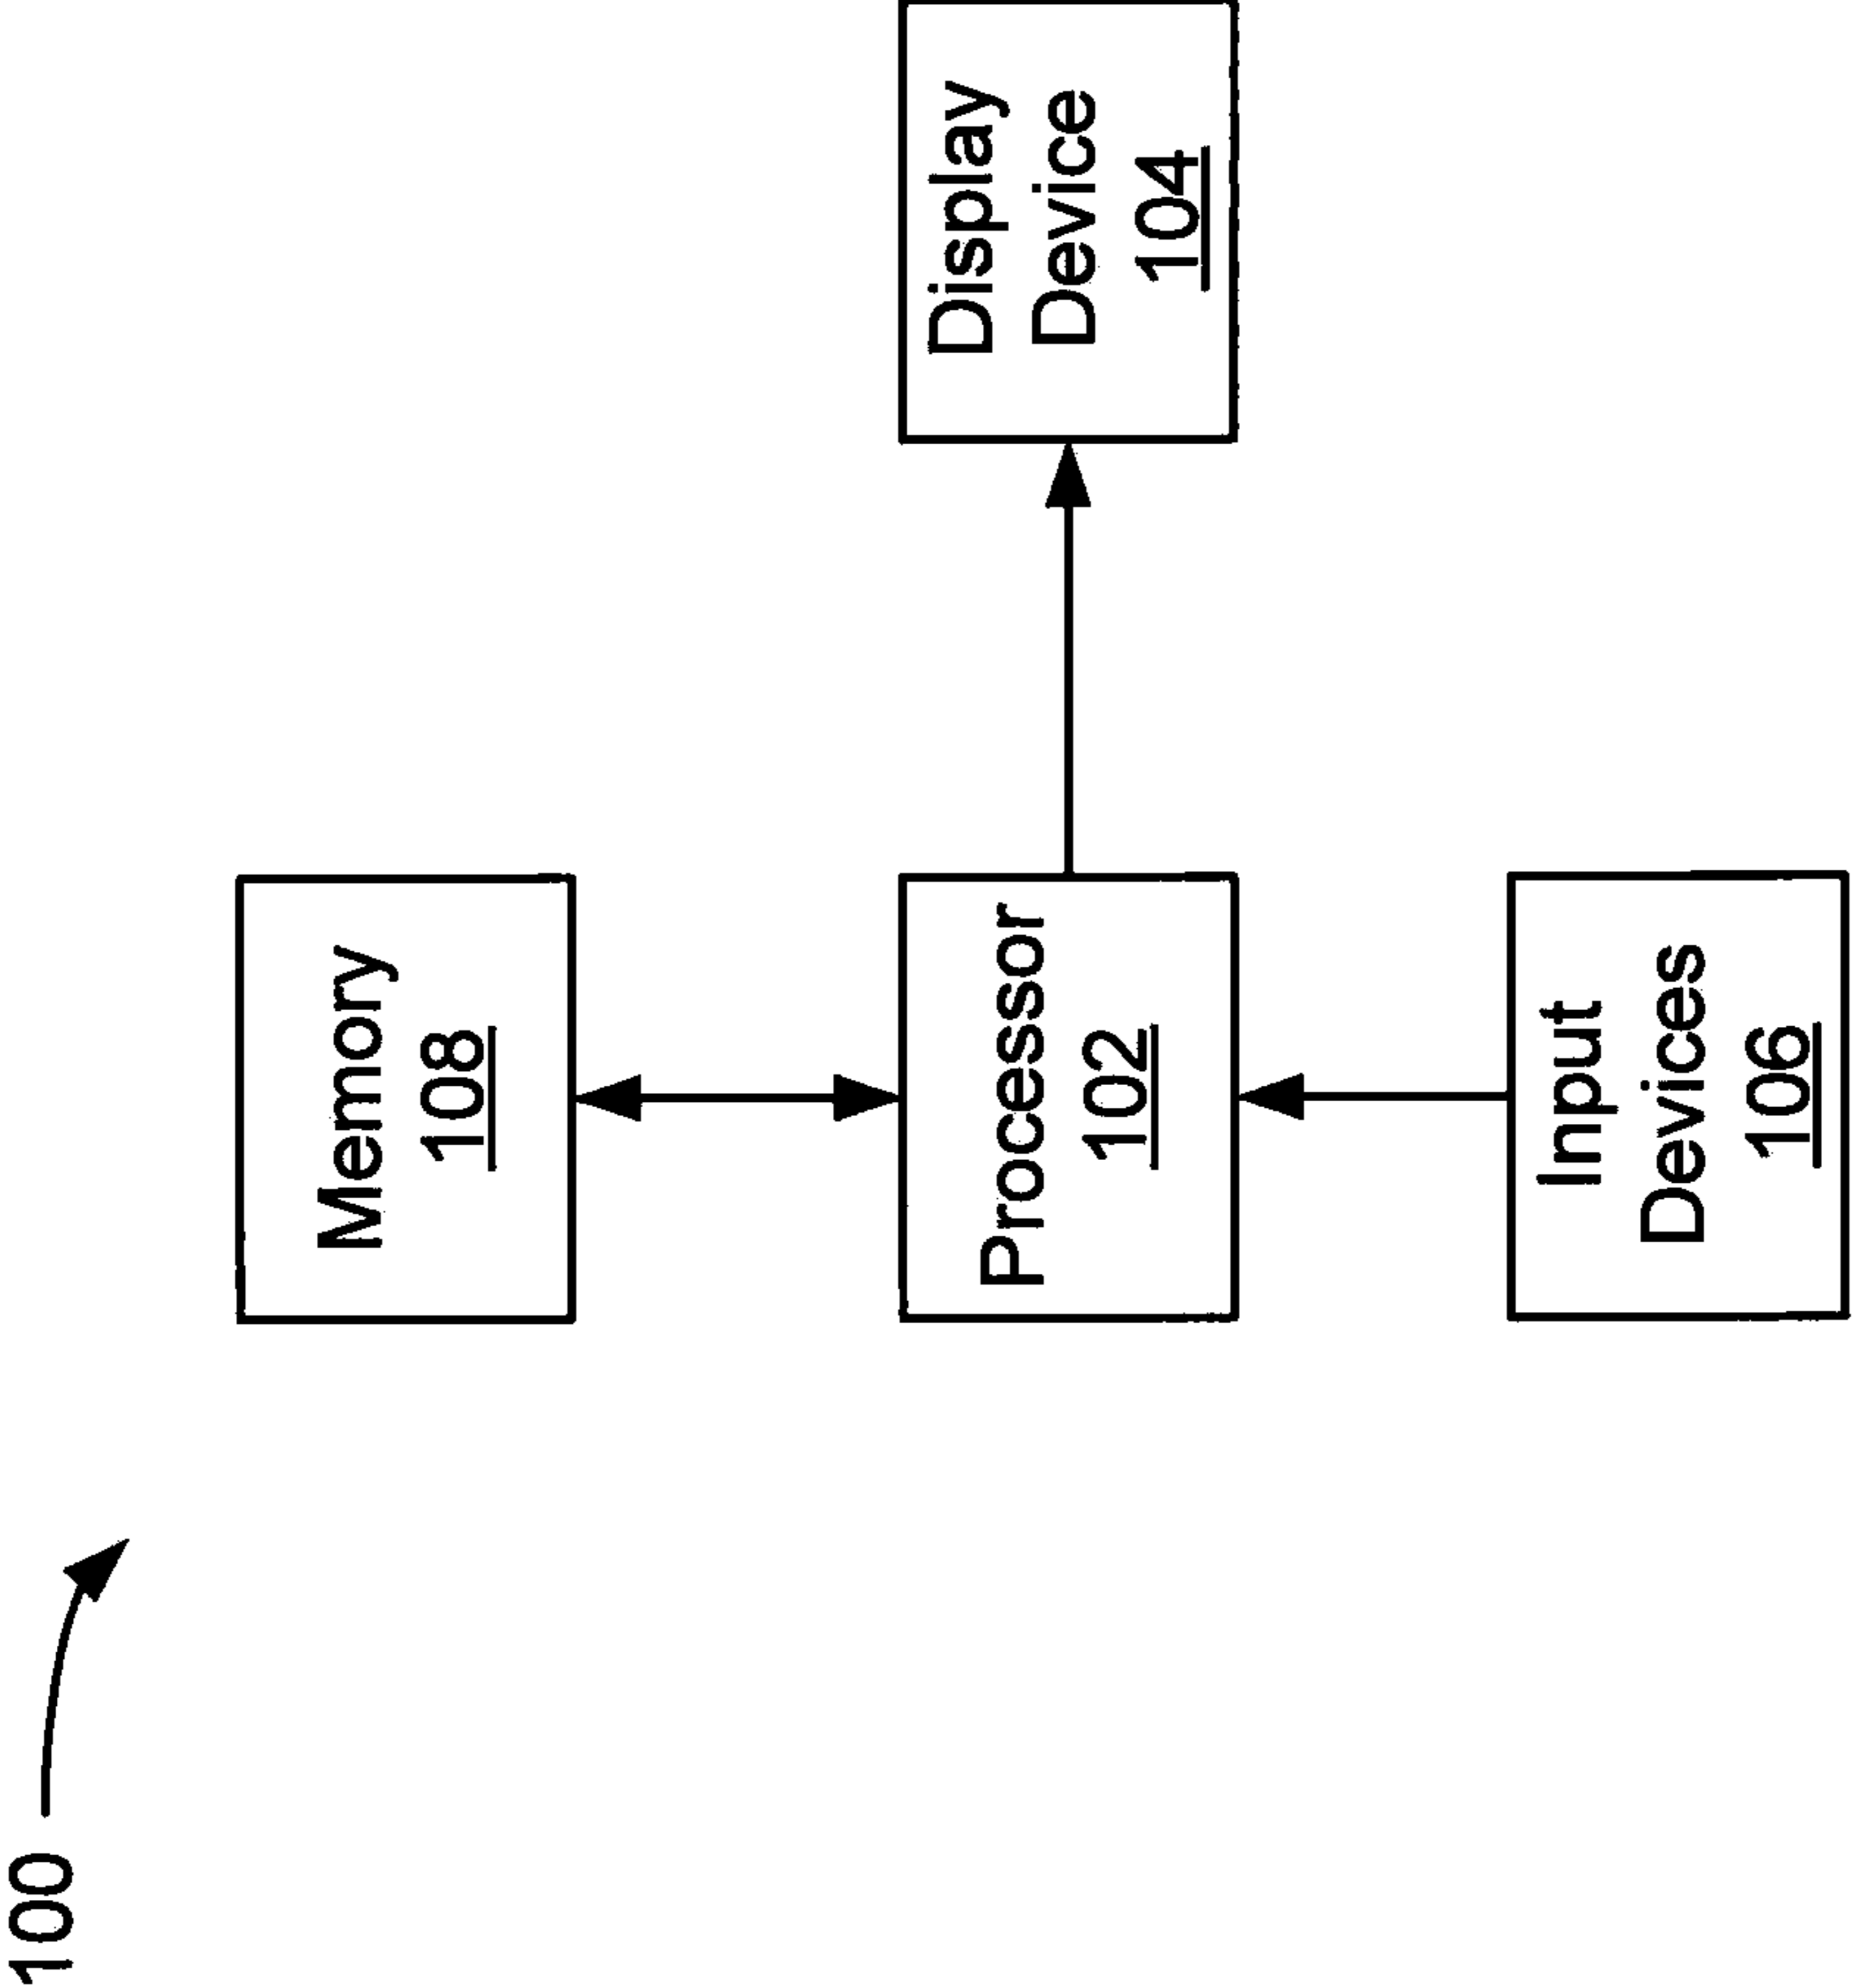 100
Memory
108
Processor
102
Display
Device
104
Input
Devices
106